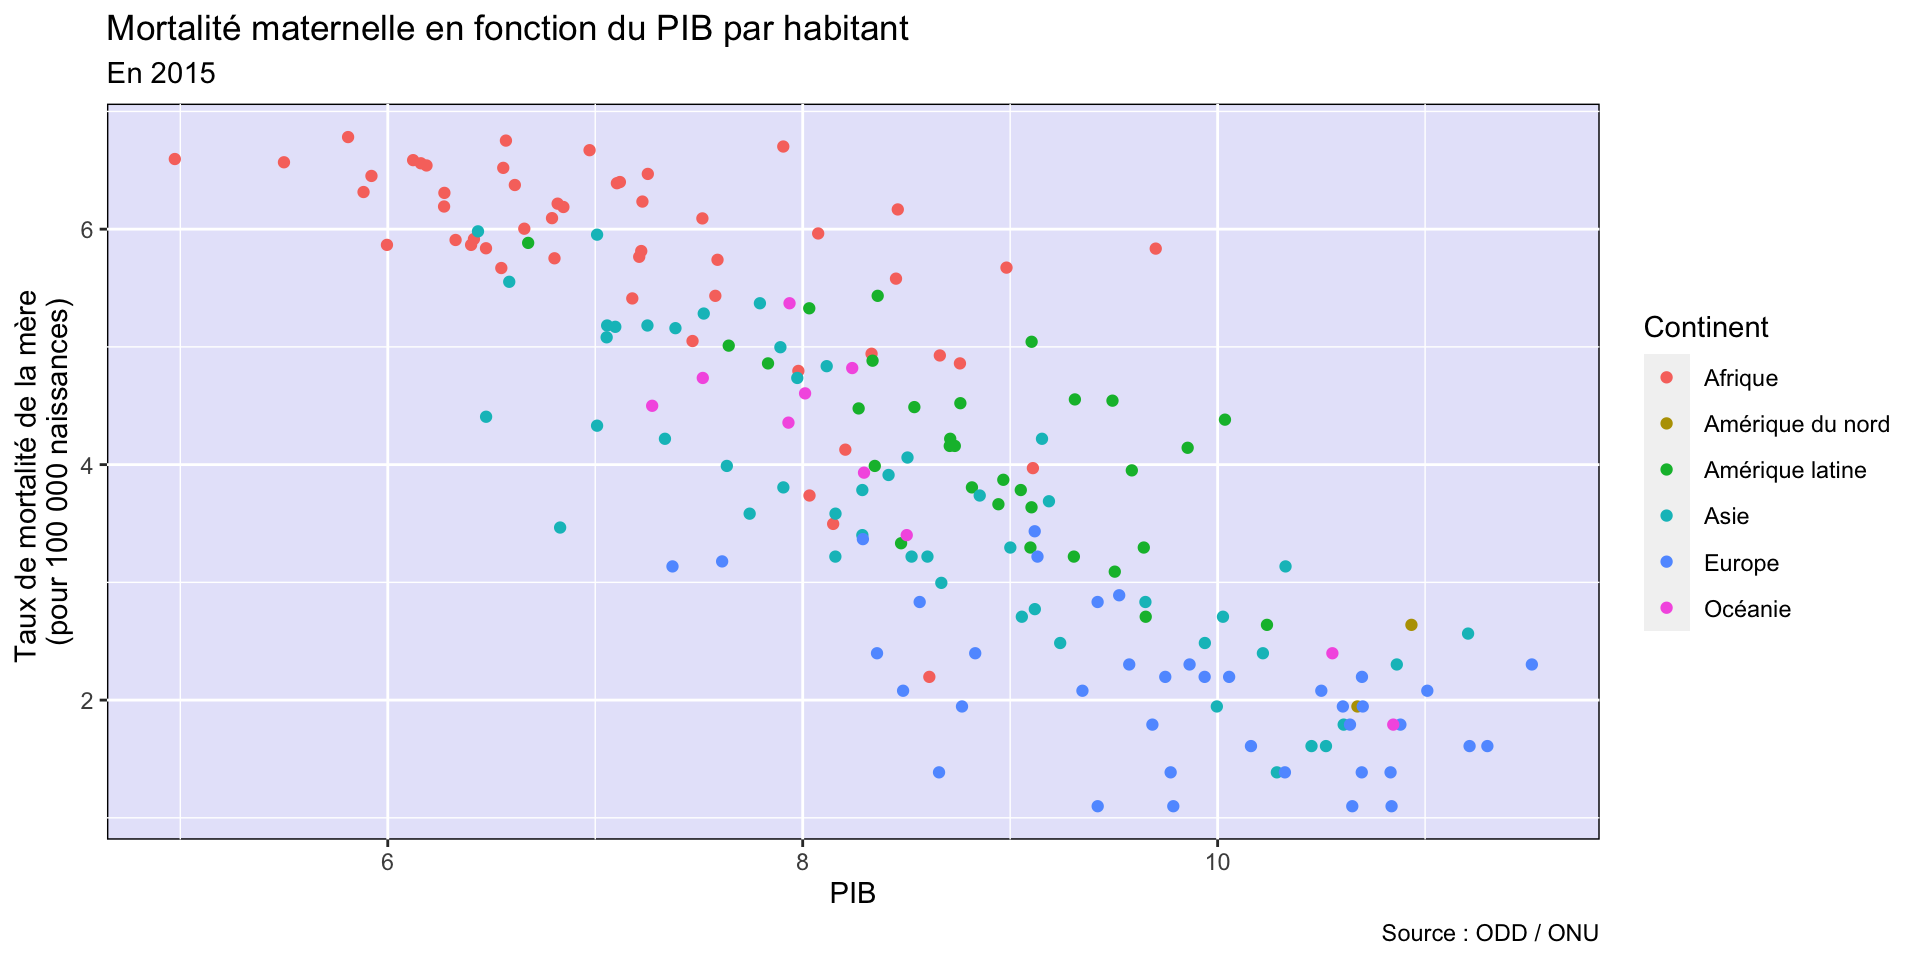 Mortalité maternelle en fonction du PIB par habitant
En 2015
Taux de mortalité de la mère
(pour 100 000 naissances)
6
4
2
6
8
10
PIB
Continent
Afrique
Amérique du nord
Amérique latine
Asie
Europe
Océanie
Source : ODD / ONU